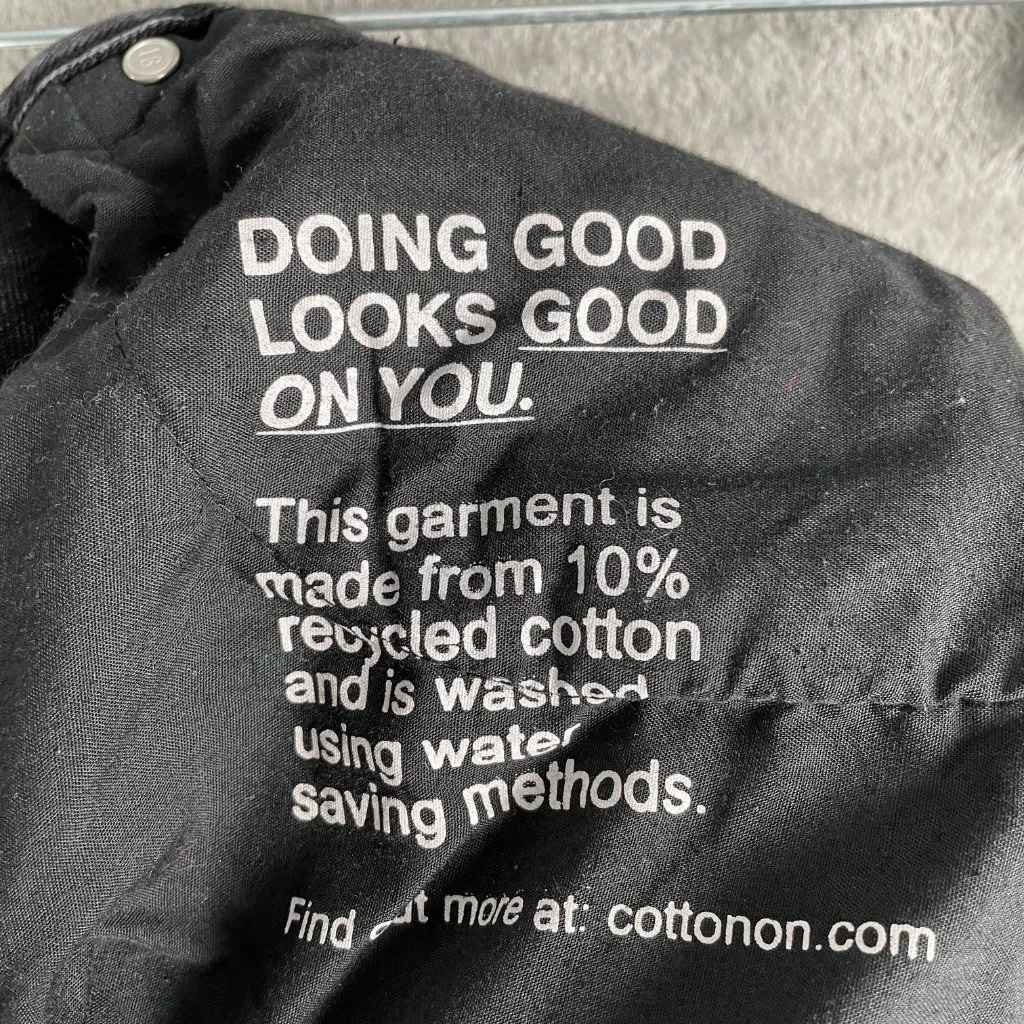 DOING GOOD
LOOKS GOOD
ON YOU.
This garment is
made from 10%
recycled cotton
and is washed
using water
saving methods.
Find out more at: cottonon.com